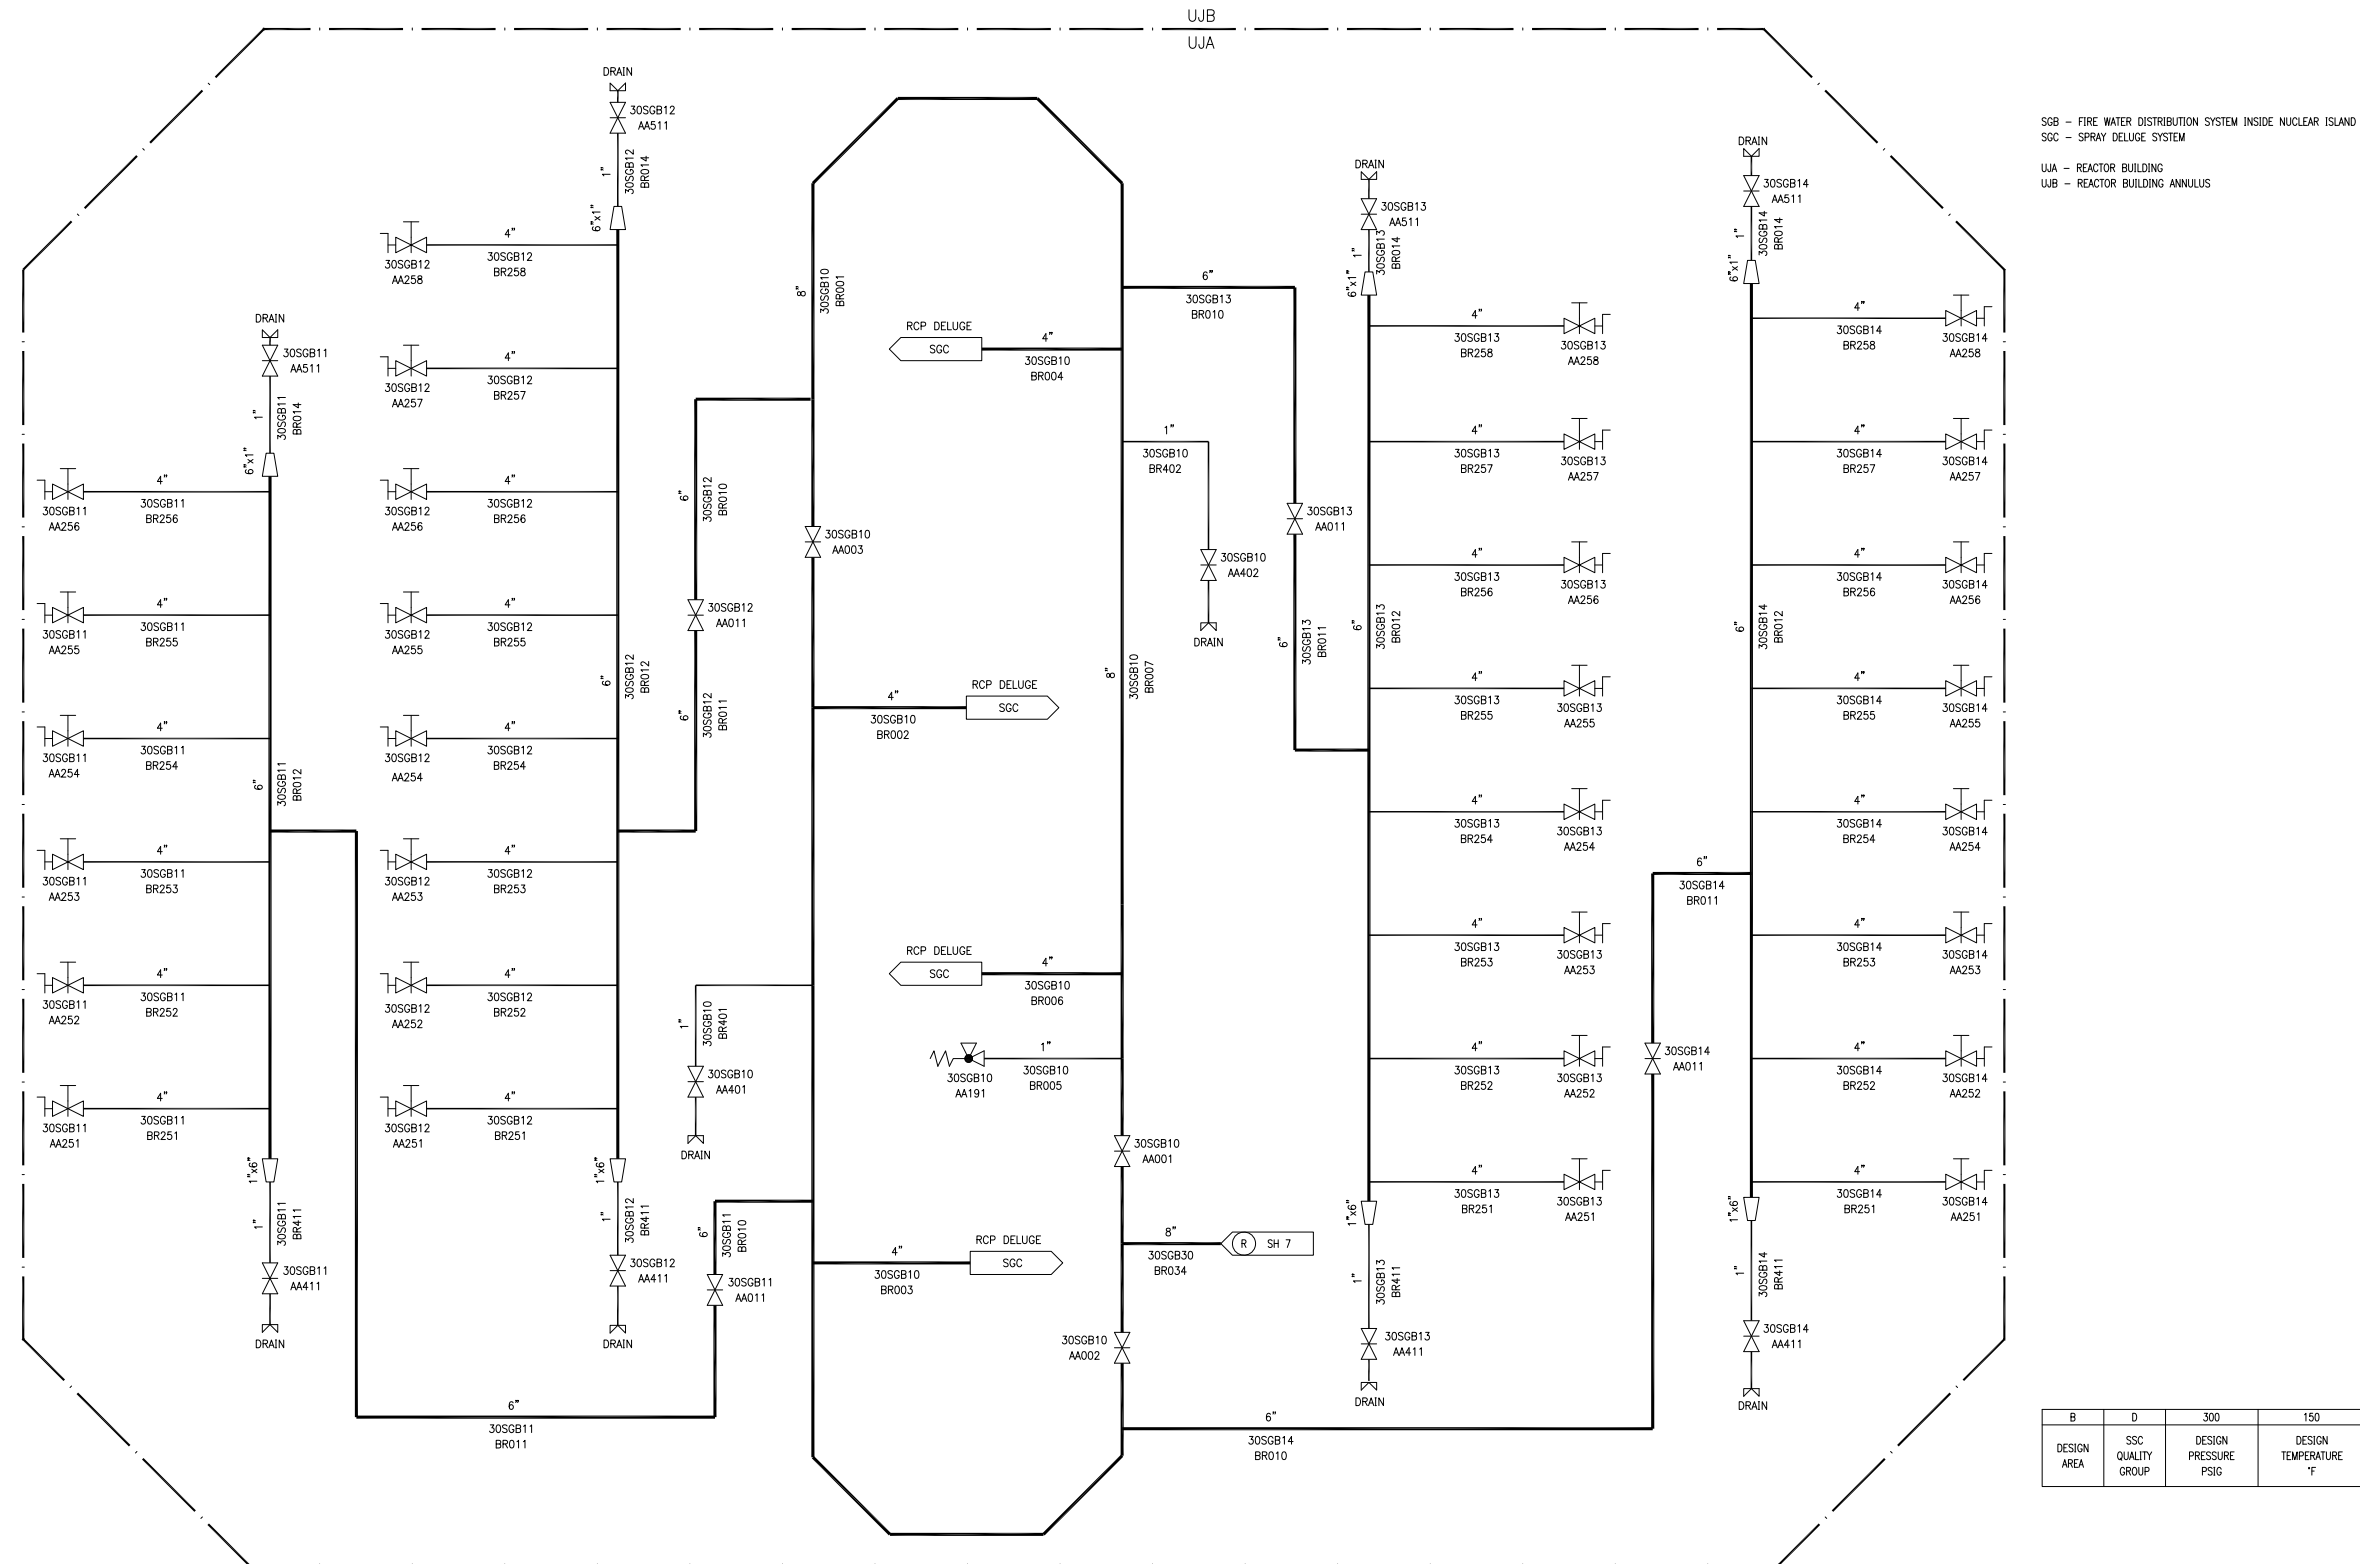 UJB
UJA
SGB – FIRE WATER DISTRIBUTION SYSTEM INSIDE NUCLEAR ISLAND
SGC – SPRAY DELUGE SYSTEM
UJA – REACTOR BUILDING
UJB – REACTOR BUILDING ANNULUS
DRAIN
30SGB11
AA511
1"
30SGB11
BR014
6"x1"
4"
30SGB11
BR256
30SGB11
AA256
4"
30SGB11
BR255
30SGB11
AA255
4"
30SGB11
BR254
30SGB11
AA254
6"
30SGB11
BR012
4"
30SGB11
BR253
30SGB11
AA253
4"
30SGB11
BR252
30SGB11
AA252
4"
30SGB11
BR251
30SGB11
AA251
1"x6"
1"
30SGB11
BR411
30SGB11
AA411
DRAIN
6"
30SGB11
BR011
DRAIN
30SGB12
AA511
1"
30SGB12
BR014
6"x1"
4"
30SGB12
BR258
30SGB12
AA258
4"
30SGB12
BR257
30SGB12
AA257
4"
30SGB12
BR256
30SGB12
AA256
4"
30SGB12
BR255
30SGB12
AA255
6"
30SGB12
BR012
4"
30SGB12
BR254
30SGB12
AA254
4"
30SGB12
BR253
30SGB12
AA253
4"
30SGB12
BR252
30SGB12
AA252
4"
30SGB12
BR251
30SGB12
AA251
1"x6"
1"
30SGB12
BR411
30SGB12
AA411
DRAIN
6"
30SGB12
BR010
30SGB12
AA011
6"
30SGB12
BR011
1"
30SGB10
BR401
30SGB10
AA401
DRAIN
6"
30SGB11
BR010
30SGB11
AA011
8"
30SGB10
BR001
30SGB10
AA003
RCP DELUGE
SGC
4"
30SGB10
BR004
4"
30SGB10
BR002
RCP DELUGE
SGC
8"
30SGB10
BR007
RCP DELUGE
SGC
4"
30SGB10
BR006
1"
30SGB10
BR005
30SGB10
AA191
30SGB10
AA001
4"
30SGB10
BR003
RCP DELUGE
SGC
8"
30SGB30
BR034
R
SH 7
30SGB10
AA002
6"
30SGB14
BR010
6"
30SGB13
BR010
1"
30SGB10
BR402
30SGB10
AA402
DRAIN
30SGB13
AA011
6"
30SGB13
BR011
DRAIN
30SGB13
AA511
1"
30SGB13
BR014
6"x1"
4"
30SGB13
BR258
30SGB13
AA258
4"
30SGB13
BR257
30SGB13
AA257
4"
30SGB13
BR256
30SGB13
AA256
6"
30SGB13
BR012
4"
30SGB13
BR255
30SGB13
AA255
4"
30SGB13
BR254
30SGB13
AA254
4"
30SGB13
BR253
30SGB13
AA253
4"
30SGB13
BR252
30SGB13
AA252
4"
30SGB13
BR251
30SGB13
AA251
1"x6"
1"
30SGB13
BR411
30SGB13
AA411
DRAIN
6"
30SGB14
BR011
30SGB14
AA011
DRAIN
30SGB14
AA511
1"
30SGB14
BR014
6"x1"
4"
30SGB14
BR258
30SGB14
AA258
4"
30SGB14
BR257
30SGB14
AA257
4"
30SGB14
BR256
30SGB14
AA256
6"
30SGB14
BR012
4"
30SGB14
BR255
30SGB14
AA255
4"
30SGB14
BR254
30SGB14
AA254
4"
30SGB14
BR253
30SGB14
AA253
4"
30SGB14
BR252
30SGB14
AA252
4"
30SGB14
BR251
30SGB14
AA251
1"x6"
1"
30SGB14
BR411
30SGB14
AA411
DRAIN
B D 300 150
DESIGN
AREA
SSC
QUALITY
GROUP
DESIGN
PRESSURE
PSIG
DESIGN
TEMPERATURE
°F